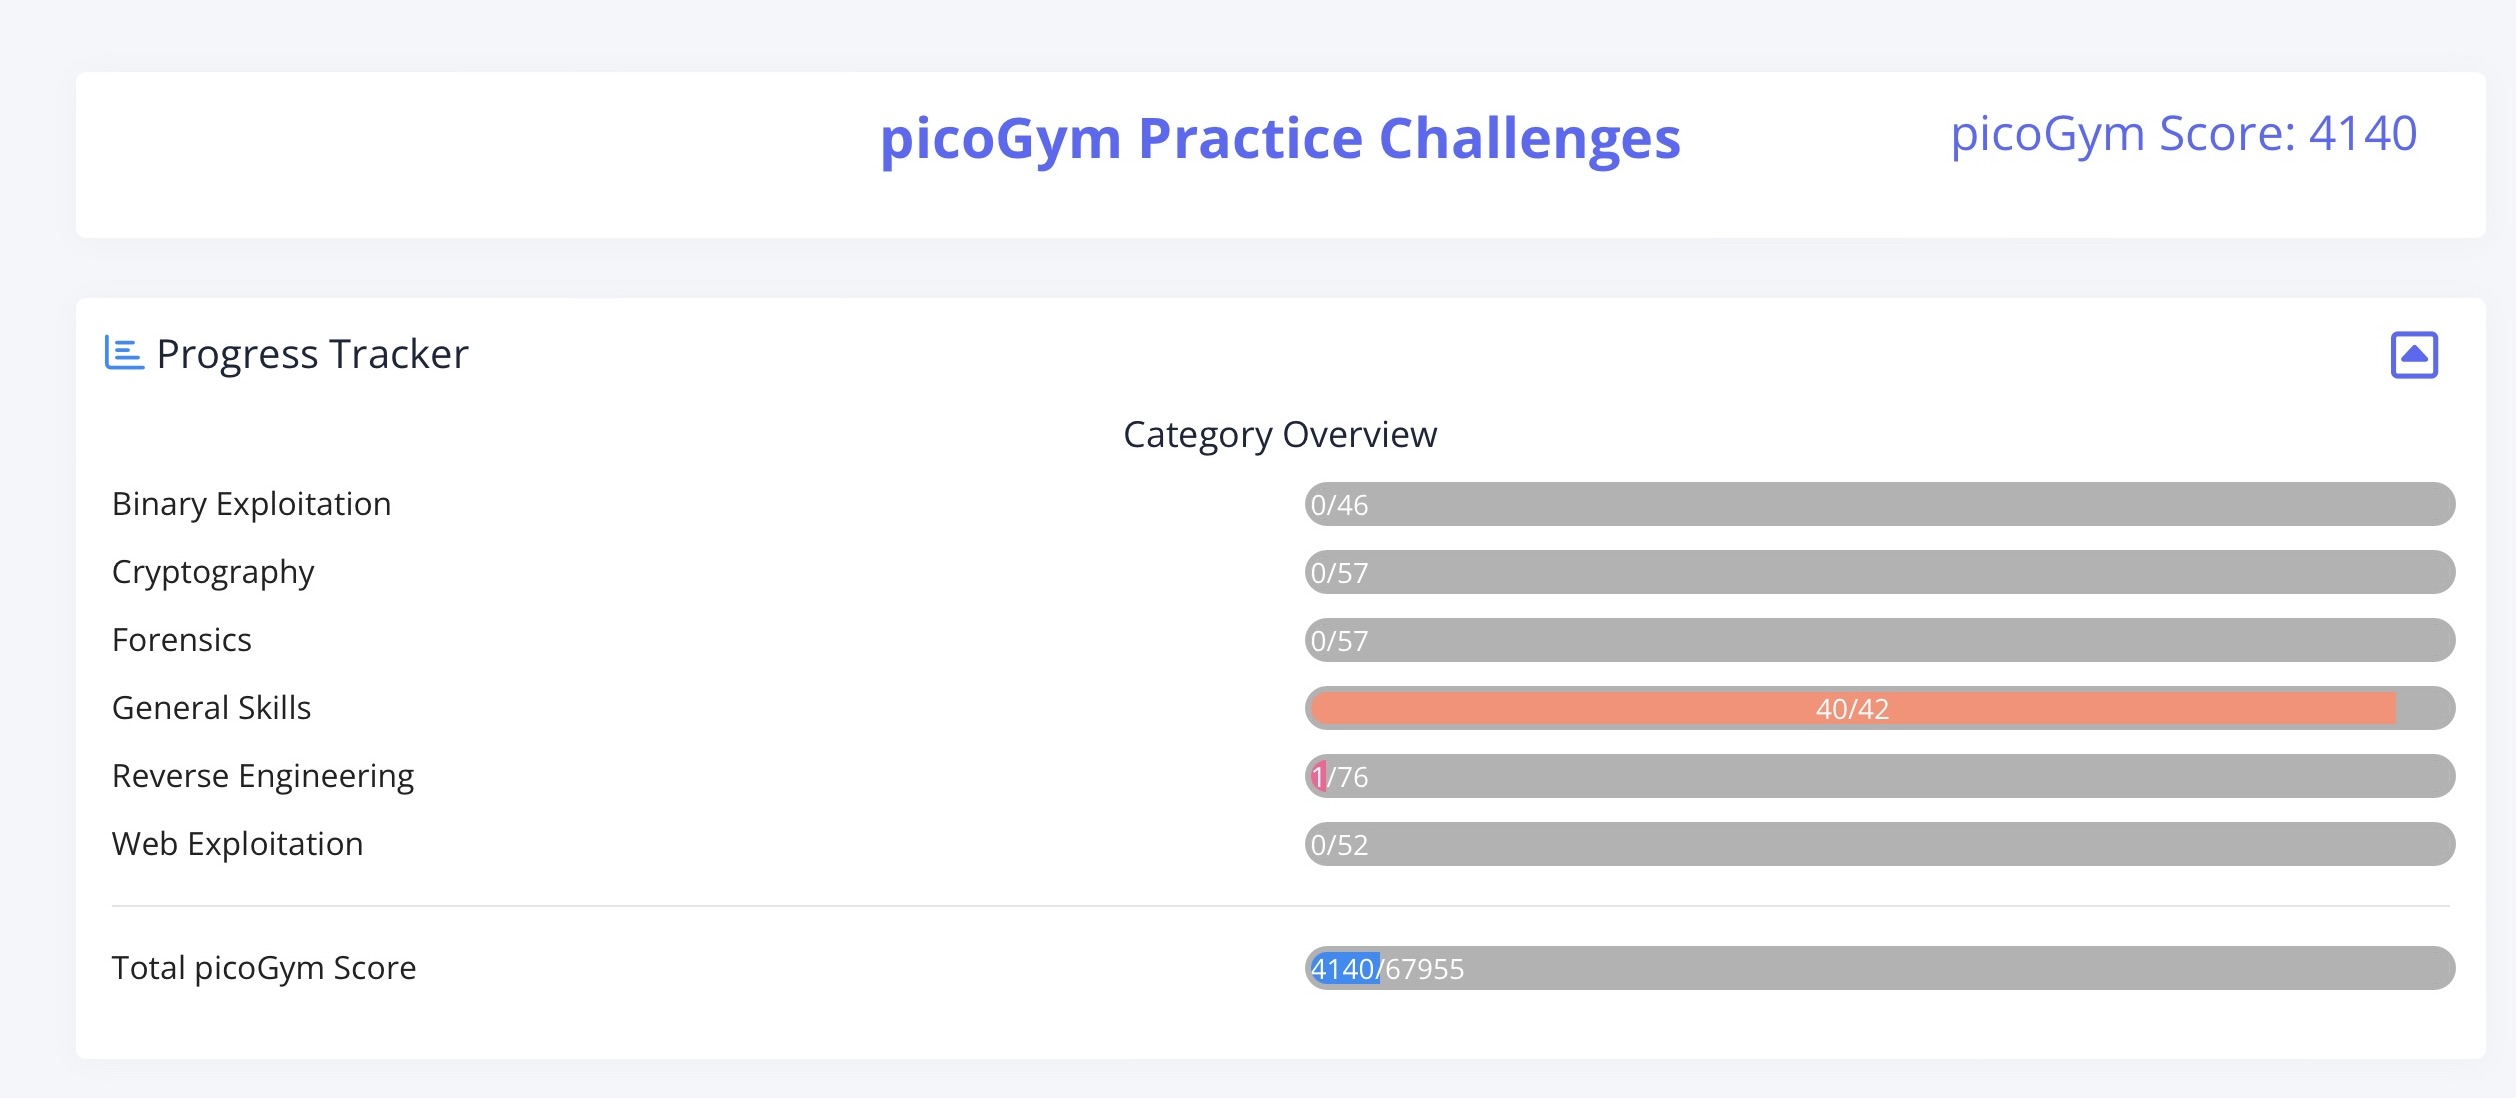 picoGym Practice Challenges
picoGym Score: 4140
Progress Tracker
Category Overview
Binary Exploitation 0/46
Cryptography 0/57
Forensics 0/57
General Skills 40/42
Reverse Engineering 1/76
Web Exploitation 0/52
Total picoGym Score 4140/67955